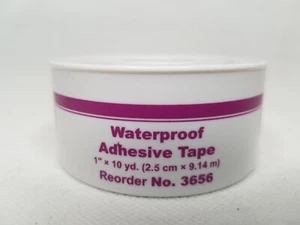 Waterproof
Adhesive Tape
1" × 10 yd. (2.5 cm × 9.14 m)
Reorder No. 3656